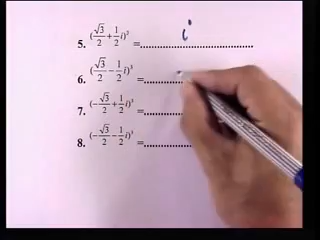 i
5. (√3/2 + 1/2 i)³ =........................................
6. (√3/2 − 1/2 i)³ =............
7. (−√3/2 + 1/2 i)³ =............
8. (−√3/2 − 1/2 i)³ =............